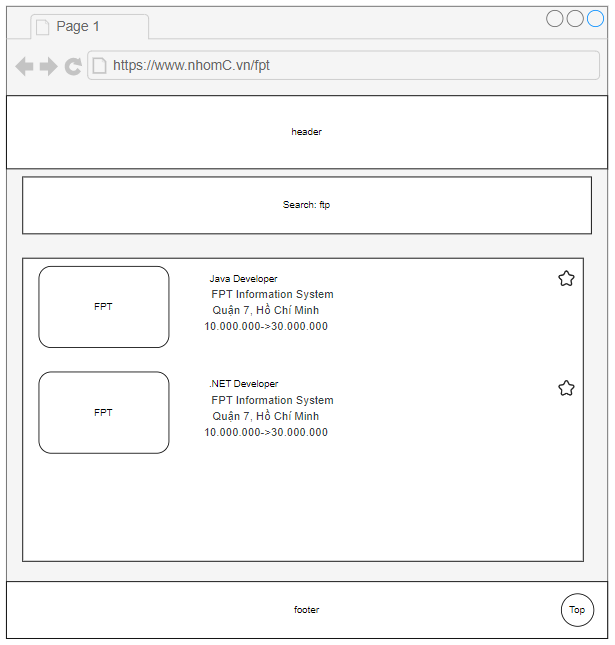 Page 1
https://www.nhomC.vn/fpt
header
Search: ftp
FPT
Java Developer
FPT Information System
Quận 7, Hồ Chí Minh
10.000.000->30.000.000
FPT
.NET Developer
FPT Information System
Quận 7, Hồ Chí Minh
10.000.000->30.000.000
footer
Top